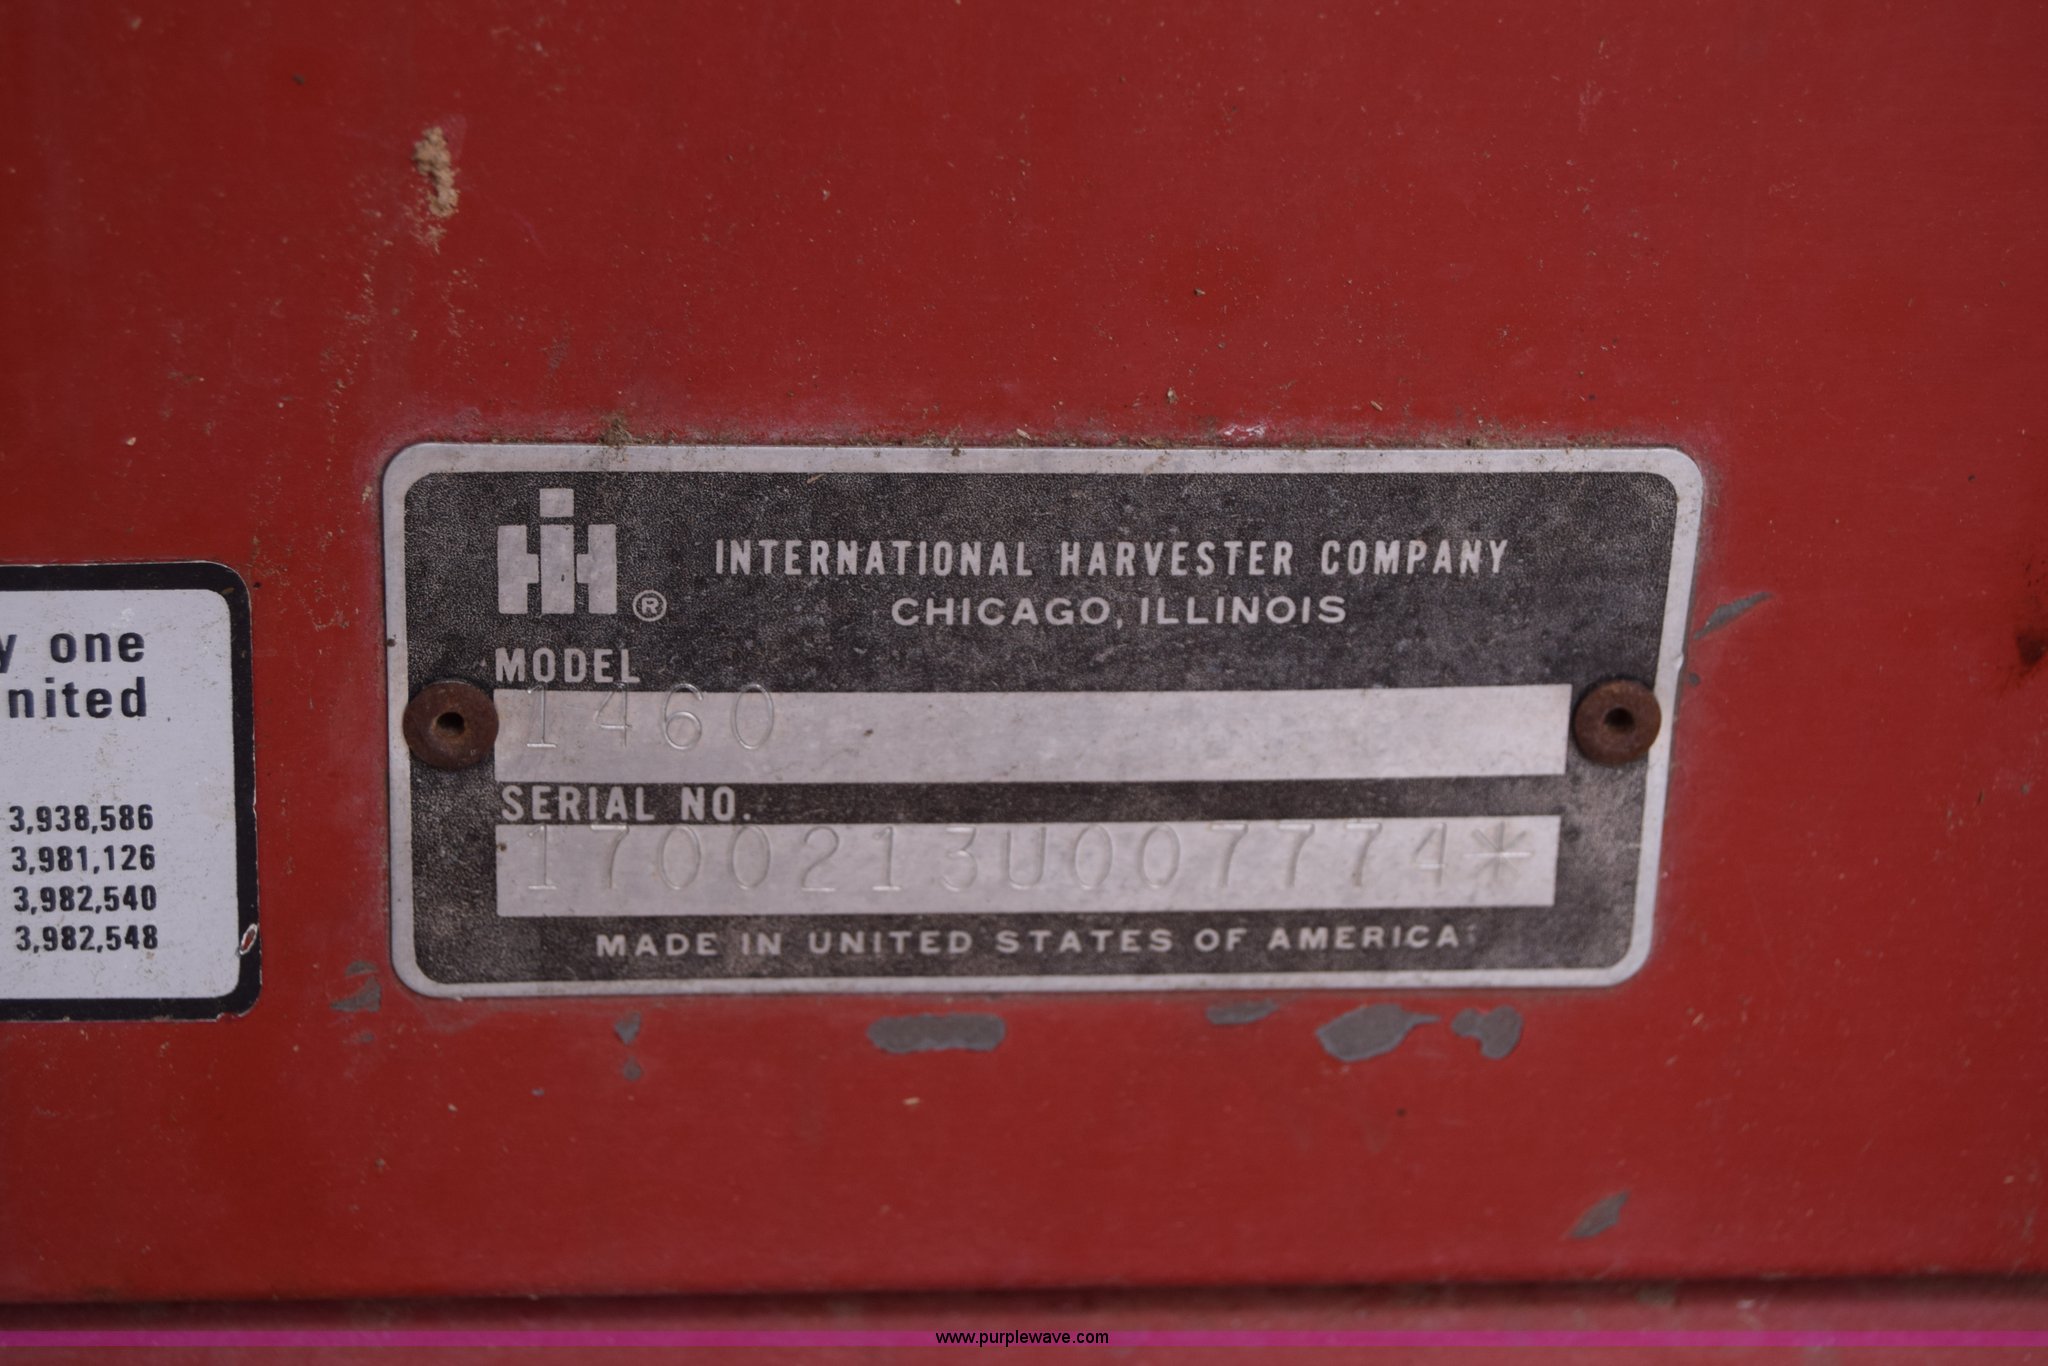 IH®
INTERNATIONAL HARVESTER COMPANY
CHICAGO, ILLINOIS
MODEL
1460
SERIAL NO.
1700213U007774*
MADE IN UNITED STATES OF AMERICA
y one
nited
3,938,586
3,981,126
3,982,540
3,982,548
www.purplewave.com